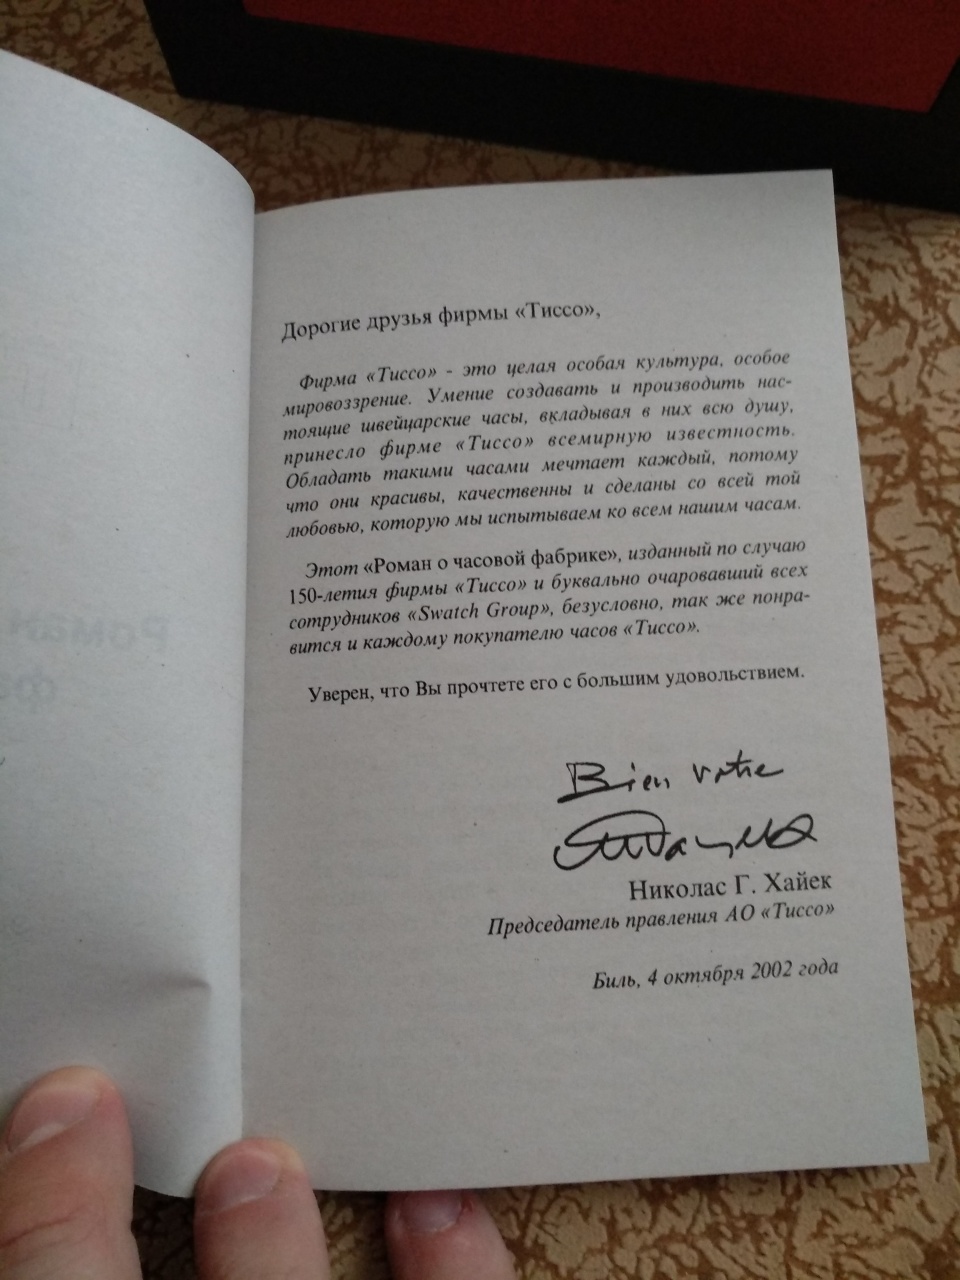 Дорогие друзья фирмы «Тиссо»,
Фирма «Тиссо» - это целая особая культура, особое
мировоззрение. Умение создавать и производить нас-
тоящие швейцарские часы, вкладывая в них всю душу,
принесло фирме «Тиссо» всемирную известность.
Обладать такими часами мечтает каждый, потому
что они красивы, качественны и сделаны со всей той
любовью, которую мы испытываем ко всем нашим часам.
Этот «Роман о часовой фабрике», изданный по случаю
150-летия фирмы «Тиссо» и буквально очаровавший всех
сотрудников «Swatch Group», безусловно, так же понра-
вится и каждому покупателю часов «Тиссо».
Уверен, что Вы прочтете его с большим удовольствием.
Bien votre
Николас Г. Хайек
Председатель правления АО «Тиссо»
Биль, 4 октября 2002 года